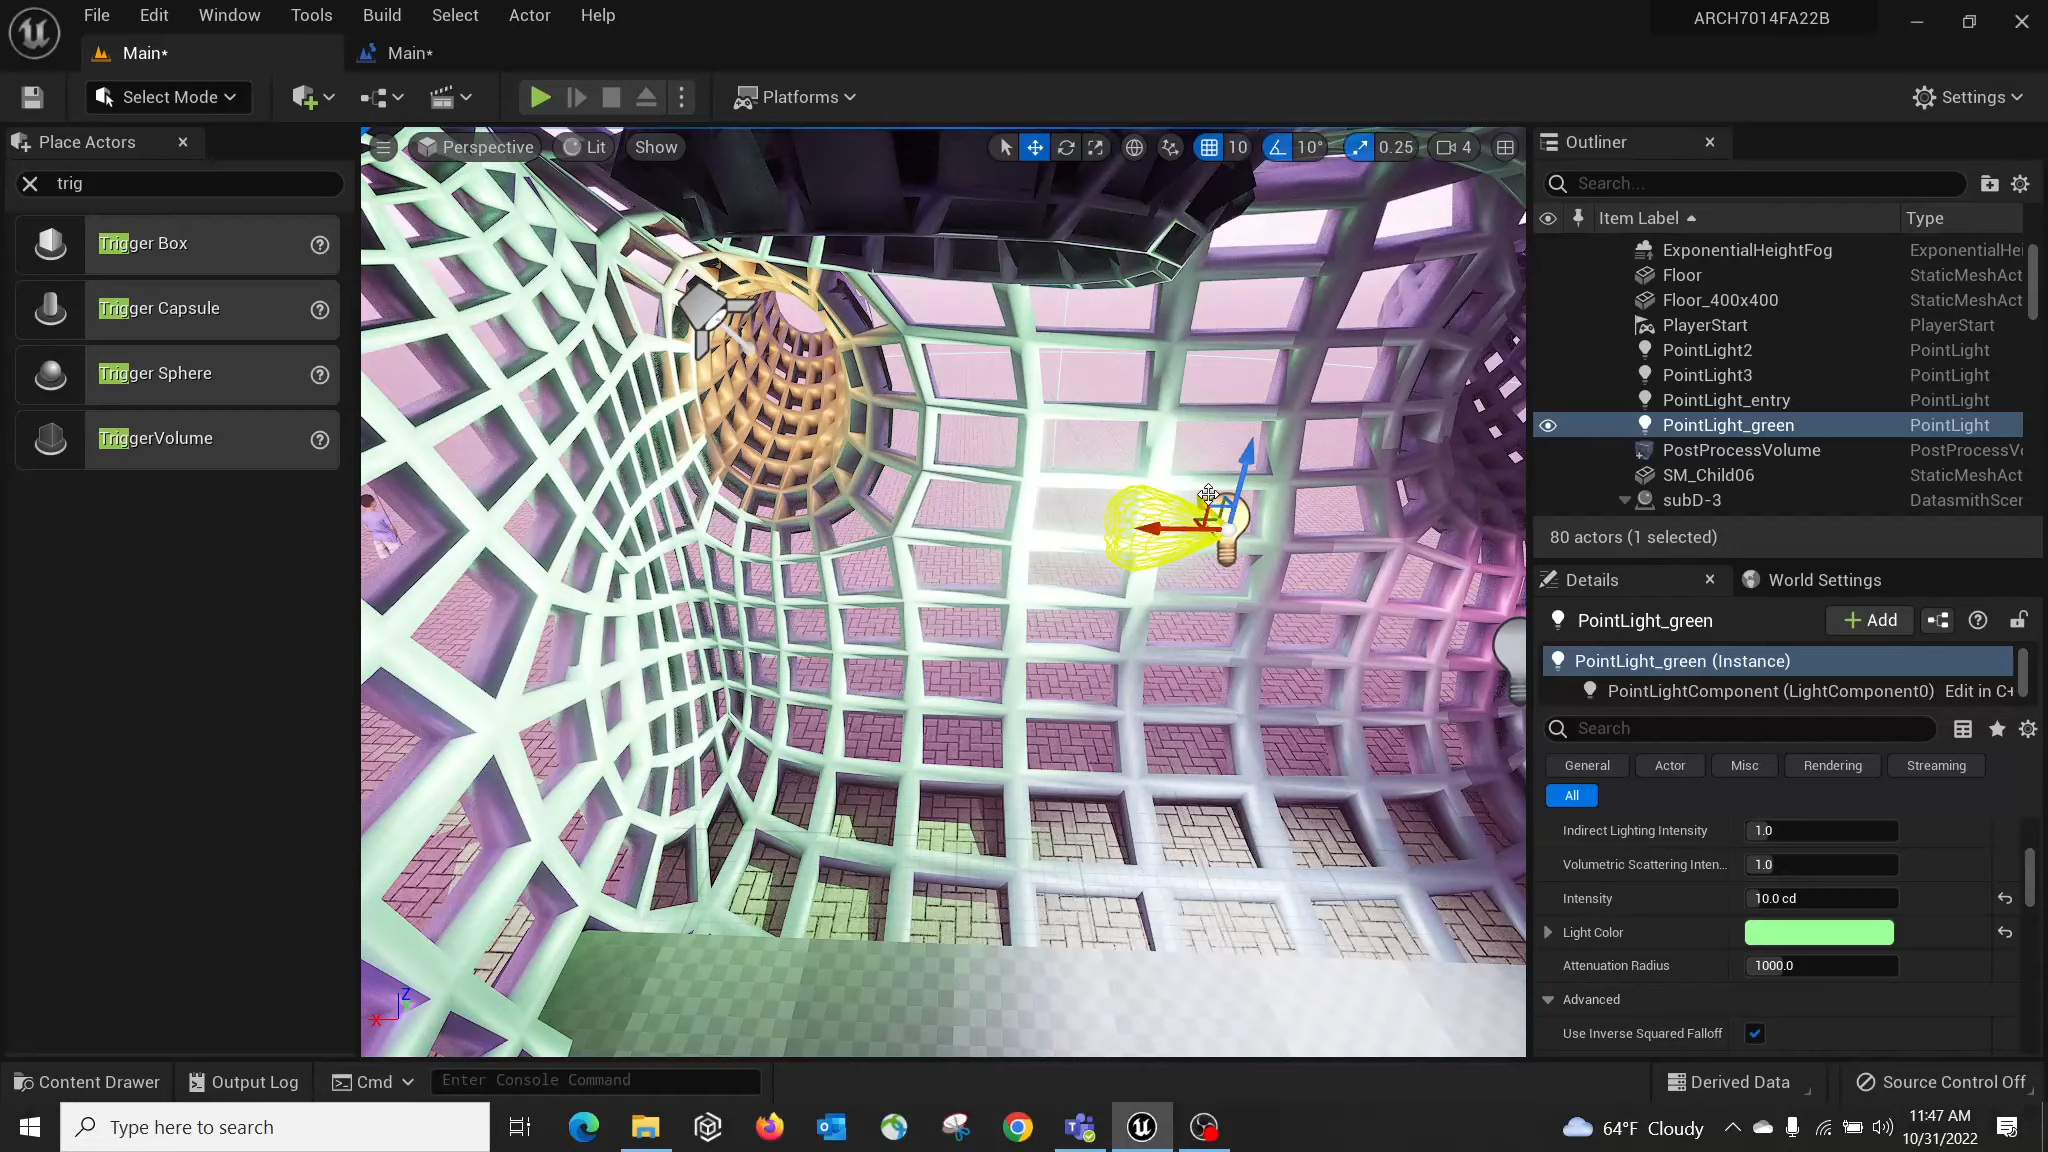 File Edit Window Tools Build Select Actor Help
ARCH7014FA22B
Main*
Main*
Select Mode
Platforms
Settings
Place Actors
trig
Trigger Box
Trigger Capsule
Trigger Sphere
TriggerVolume
Perspective
Lit
Show
10
10°
0.25
4
Outliner
Search...
Item Label
Type
ExponentialHeightFog ExponentialHei
Floor StaticMeshAct
Floor_400x400 StaticMeshAct
PlayerStart PlayerStart
PointLight2 PointLight
PointLight3 PointLight
PointLight_entry PointLight
PointLight_green PointLight
PostProcessVolume PostProcessVo
SM_Child06 StaticMeshAct
subD-3 DatasmithScen
80 actors (1 selected)
Details
World Settings
PointLight_green
Add
PointLight_green (Instance)
PointLightComponent (LightComponent0) Edit in C+
Search
General Actor Misc Rendering Streaming
All
Indirect Lighting Intensity 1.0
Volumetric Scattering Inten... 1.0
Intensity 10.0 cd
Light Color
Attenuation Radius 1000.0
Advanced
Use Inverse Squared Falloff
Z
X
Content Drawer
Output Log
Cmd
Enter Console Command
Derived Data
Source Control Off
Type here to search
64°F Cloudy
11:47 AM
10/31/2022